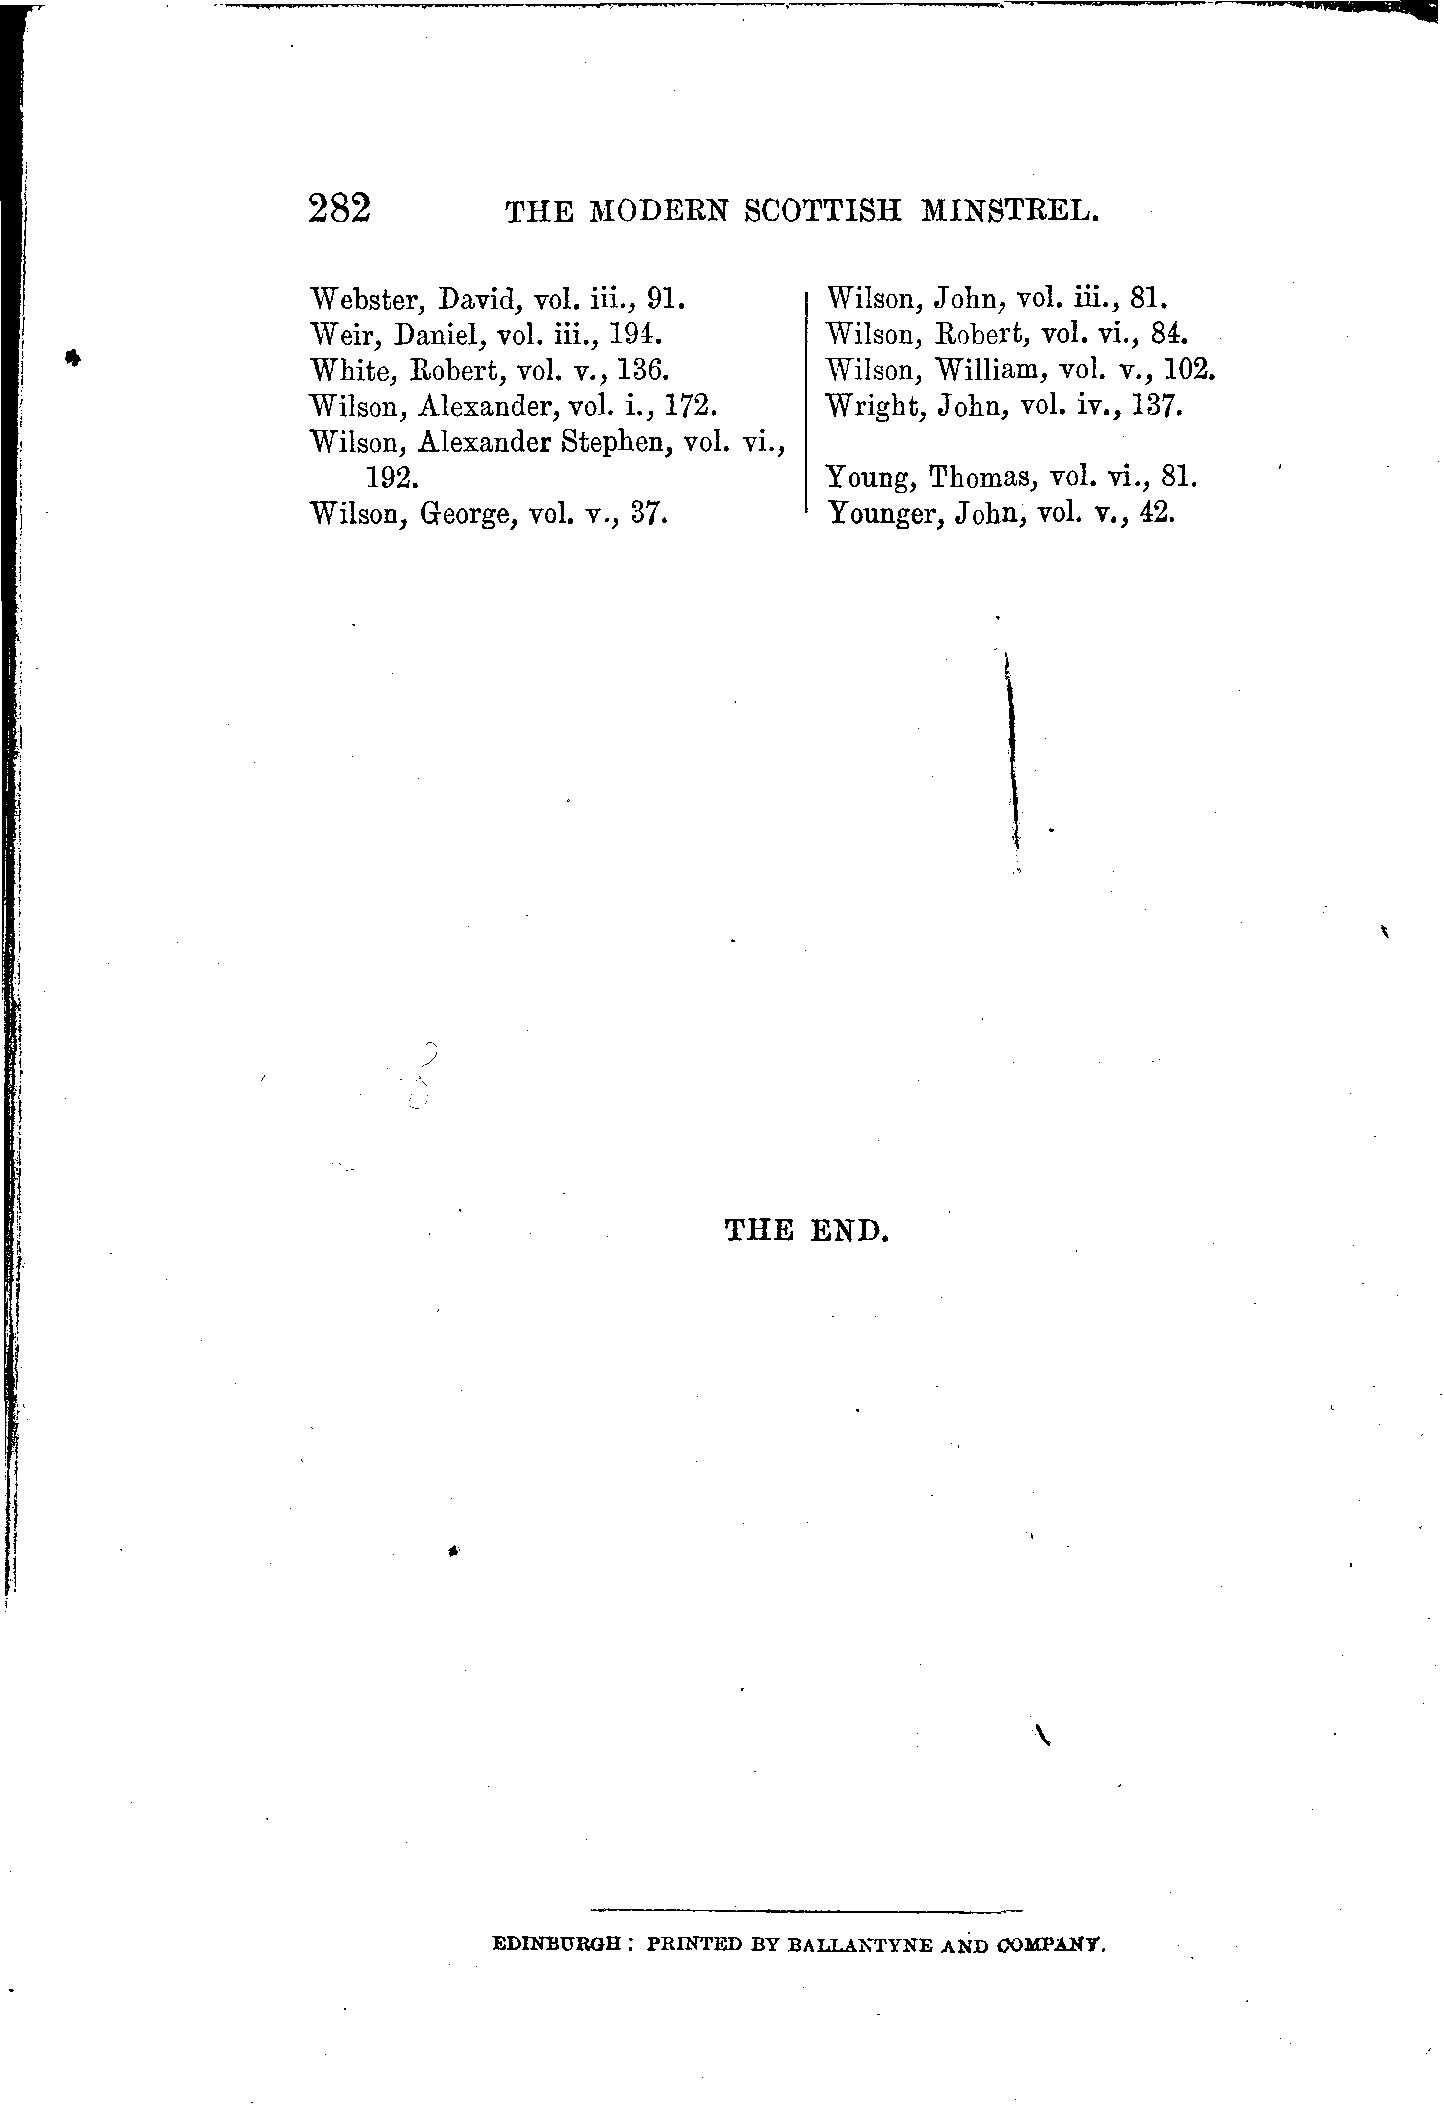 282 THE MODERN SCOTTISH MINSTREL.
Webster, David, vol. iii., 91.
Weir, Daniel, vol. iii., 194.
White, Robert, vol. v., 136.
Wilson, Alexander, vol. i., 172.
Wilson, Alexander Stephen, vol. vi.,
192.
Wilson, George, vol. v., 37.
Wilson, John, vol. iii., 81.
Wilson, Robert, vol. vi., 84.
Wilson, William, vol. v., 102.
Wright, John, vol. iv., 137.
Young, Thomas, vol. vi., 81.
Younger, John, vol. v., 42.
THE END.
EDINBURGH: PRINTED BY BALLANTYNE AND COMPANY.